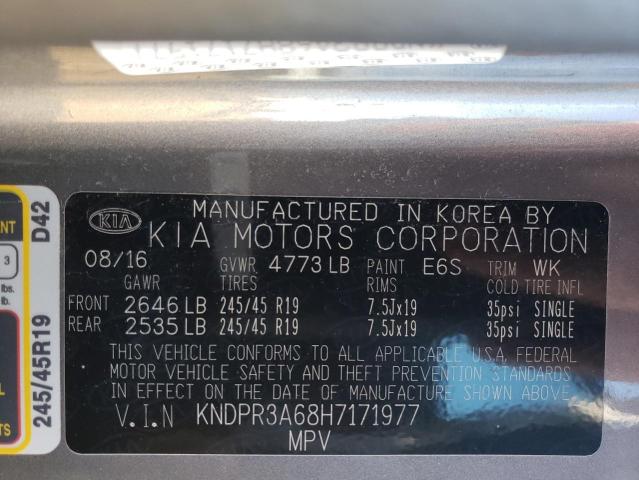 KIA
MANUFACTURED IN KOREA BY
KIA MOTORS CORPORATION
08/16 GVWR 4773 LB PAINT E6S TRIM WK
GAWR TIRES RIMS COLD TIRE INFL
FRONT 2646 LB 245/45 R19 7.5Jx19 35psi SINGLE
REAR 2535 LB 245/45 R19 7.5Jx19 35psi SINGLE
THIS VEHICLE CONFORMS TO ALL APPLICABLE U.S.A. FEDERAL
MOTOR VEHICLE SAFETY AND THEFT PREVENTION STANDARDS
IN EFFECT ON THE DATE OF MANUFACTURE SHOWN ABOVE.
V.I.N KNDPR3A68H7171977
MPV
3
lbs.
lb.
245/45R19 D42